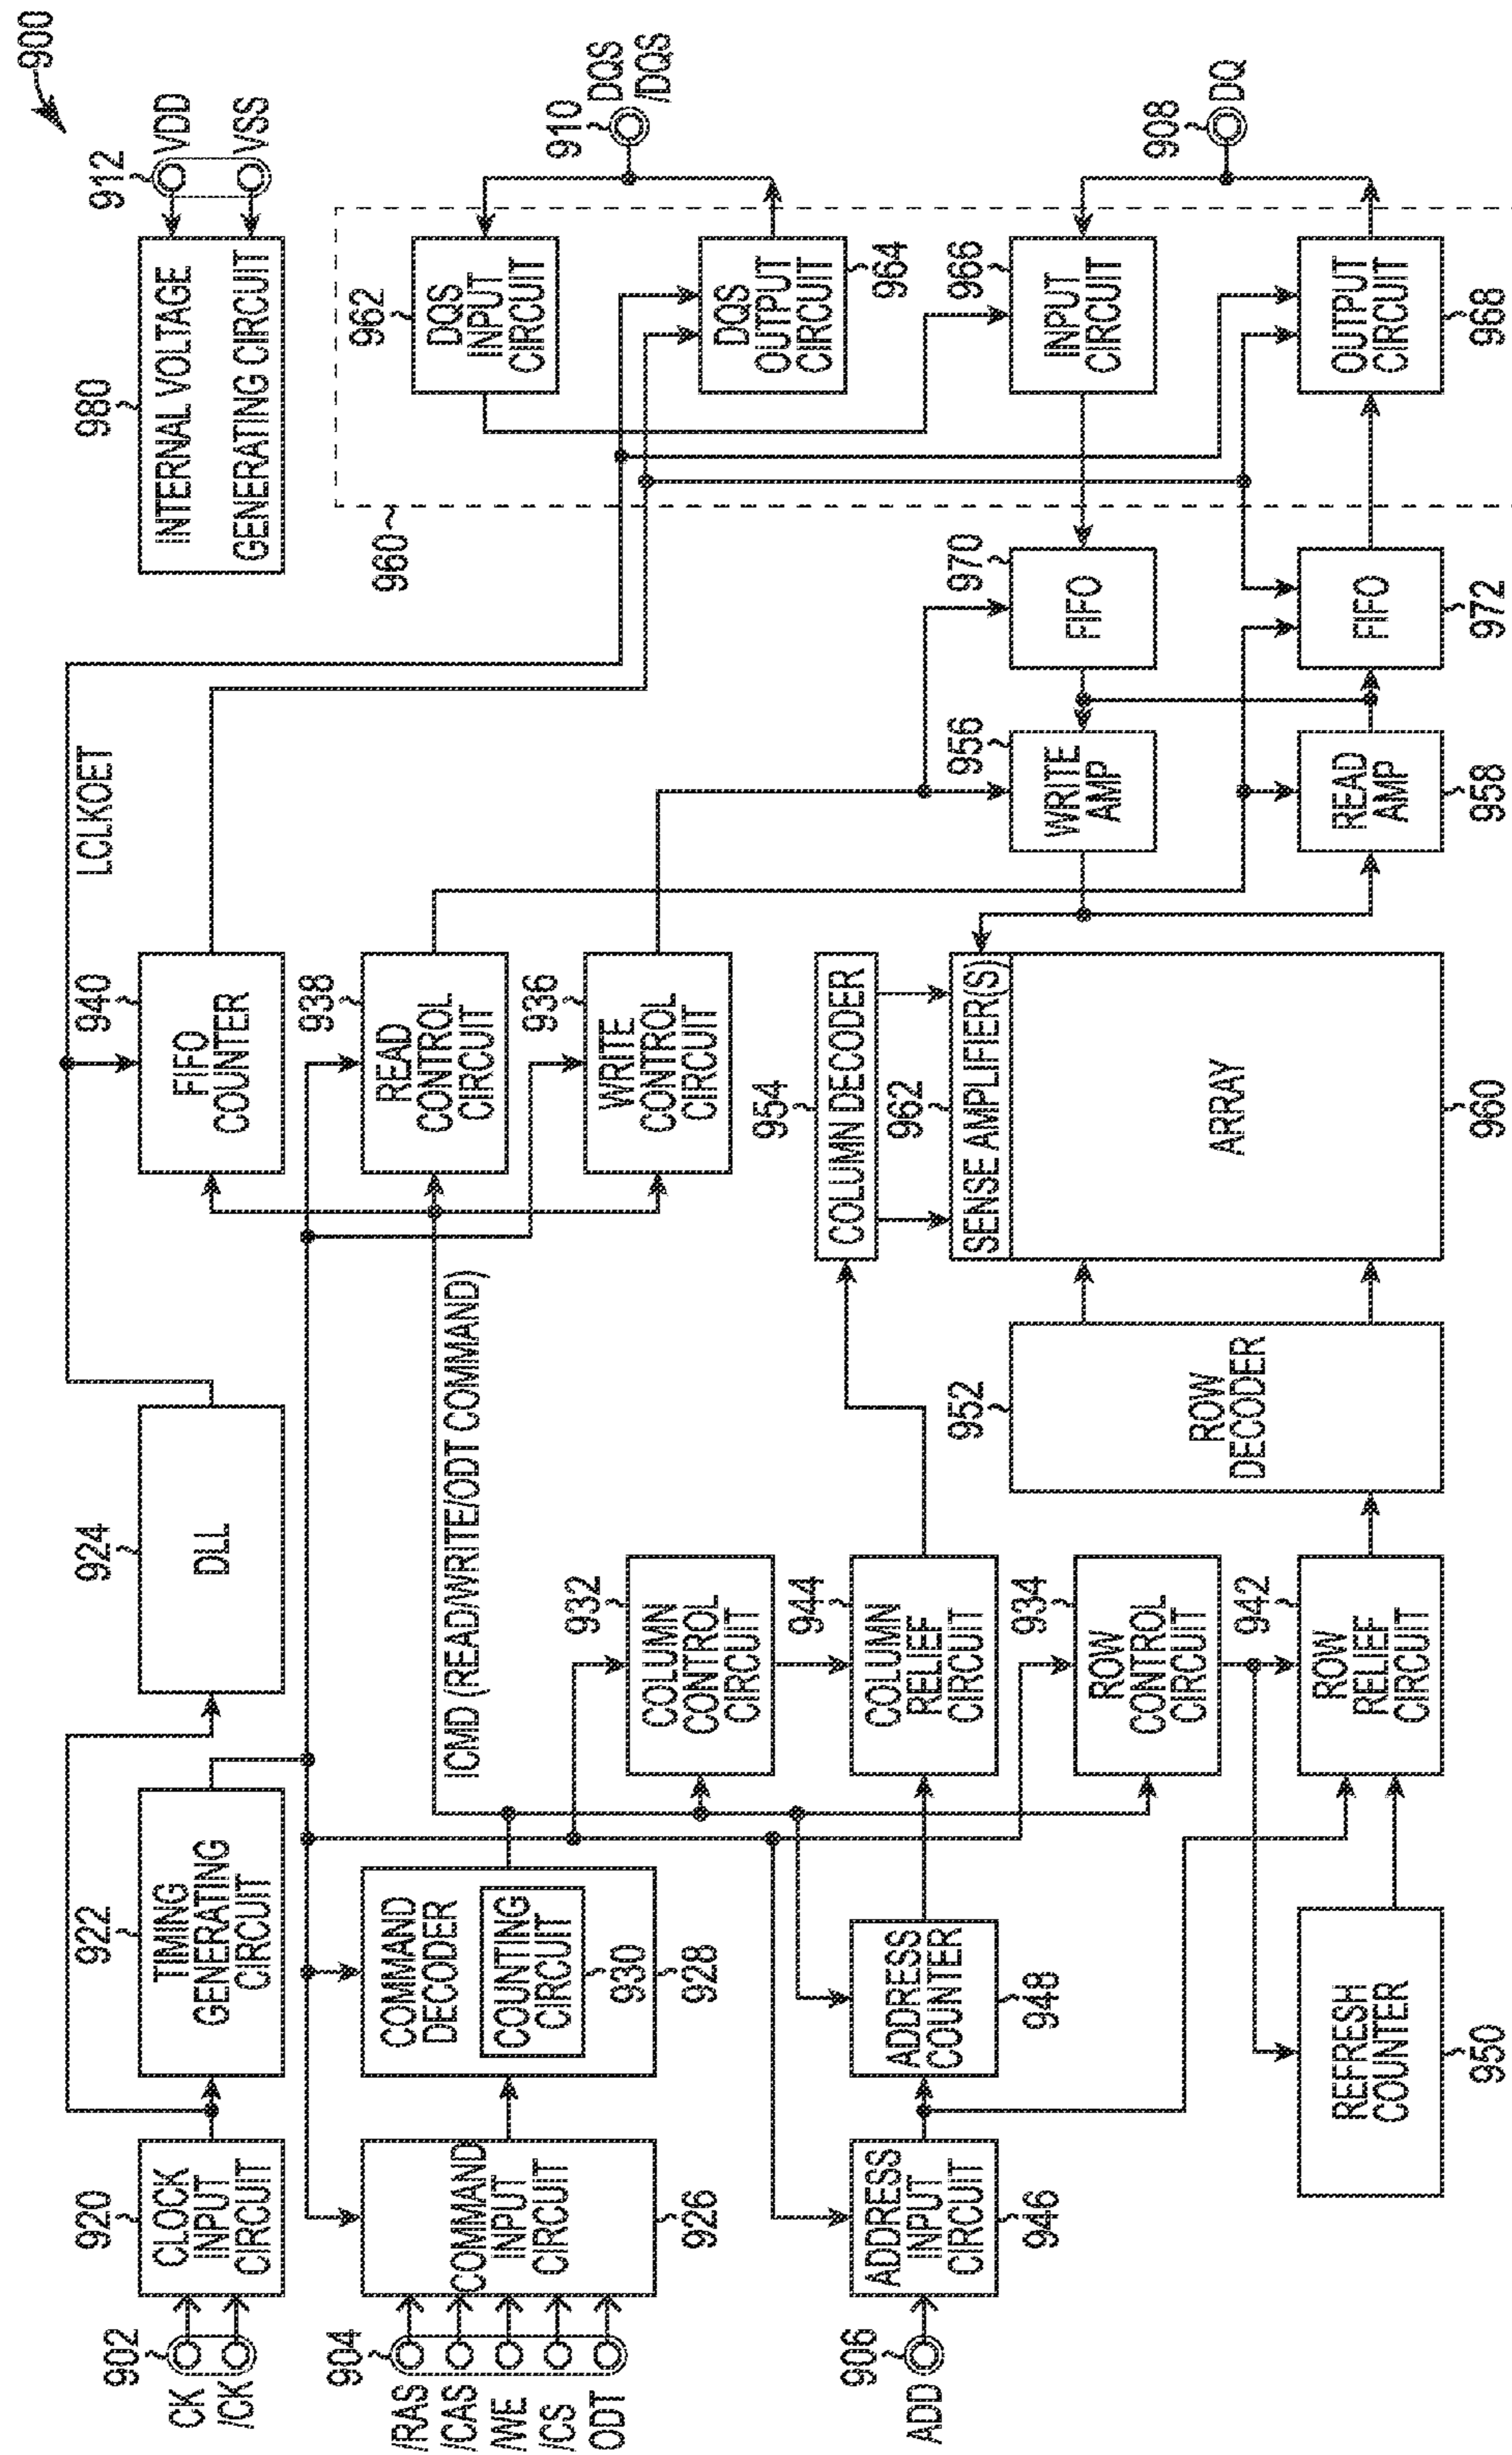 900
902
CK
/CK
920
CLOCK
INPUT
CIRCUIT
922
TIMING
GENERATING
CIRCUIT
924
DLL
LCLKOET
940
FIFO
COUNTER
980
INTERNAL VOLTAGE
GENERATING CIRCUIT
912
VDD
VSS
904
/RAS
/CAS
/WE
/CS
ODT
COMMAND
INPUT
CIRCUIT
926
COMMAND
DECODER
COUNTING
CIRCUIT
930
928
ICMD (READ/WRITE/ODT COMMAND)
938
READ
CONTROL
CIRCUIT
936
WRITE
CONTROL
CIRCUIT
960
962
DQS
INPUT
CIRCUIT
DQS
OUTPUT
CIRCUIT
964
910
DQS
/DQS
932
COLUMN
CONTROL
CIRCUIT
944
COLUMN
RELIEF
CIRCUIT
954
COLUMN DECODER
906
ADD
ADDRESS
INPUT
CIRCUIT
946
ADDRESS
COUNTER
948
934
ROW
CONTROL
CIRCUIT
942
ROW
RELIEF
CIRCUIT
REFRESH
COUNTER
950
952
ROW
DECODER
962
SENSE AMPLIFIER(S)
ARRAY
960
956
WRITE
AMP
READ
AMP
958
970
FIFO
FIFO
972
966
INPUT
CIRCUIT
OUTPUT
CIRCUIT
968
908
DQ